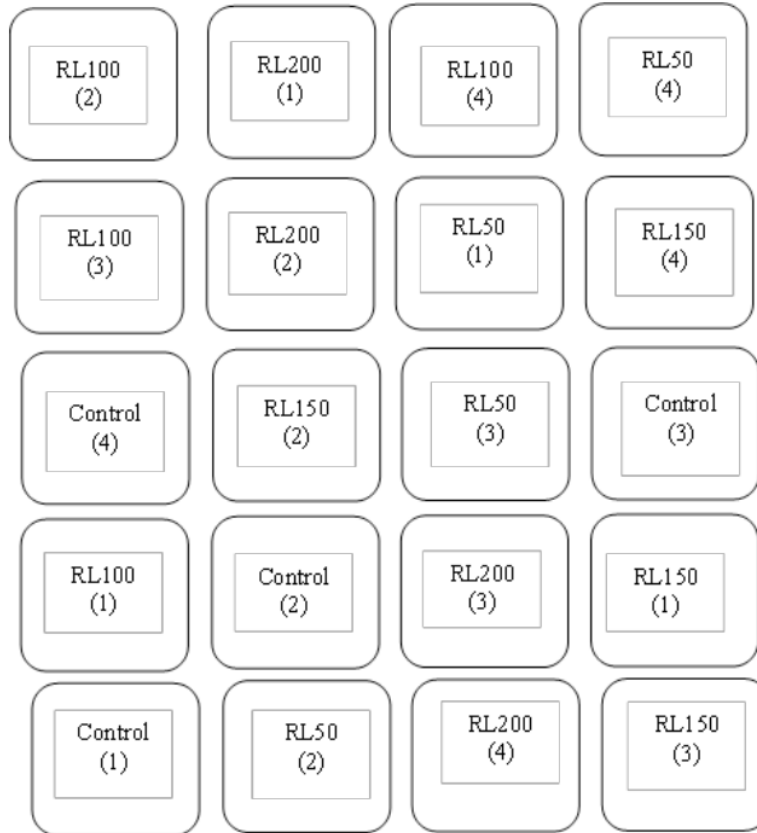 RL100
(2)
RL200
(1)
RL100
(4)
RL50
(4)
RL100
(3)
RL200
(2)
RL50
(1)
RL150
(4)
Control
(4)
RL150
(2)
RL50
(3)
Control
(3)
RL100
(1)
Control
(2)
RL200
(3)
RL150
(1)
Control
(1)
RL50
(2)
RL200
(4)
RL150
(3)